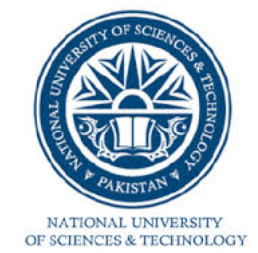 NATIONAL UNIVERSITY OF SCIENCES & TECHNOLOGY
PAKISTAN
NATIONAL UNIVERSITY
OF SCIENCES & TECHNOLOGY